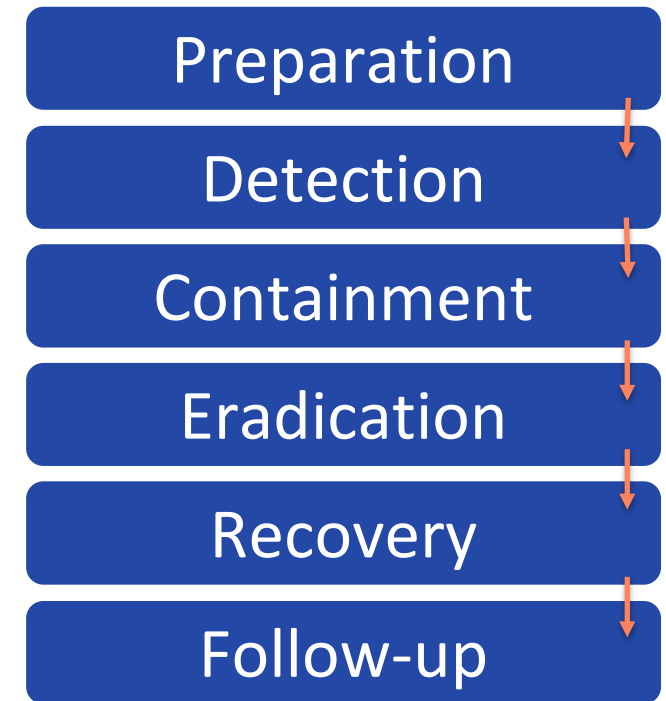 Preparation
Detection
Containment
Eradication
Recovery
Follow-up